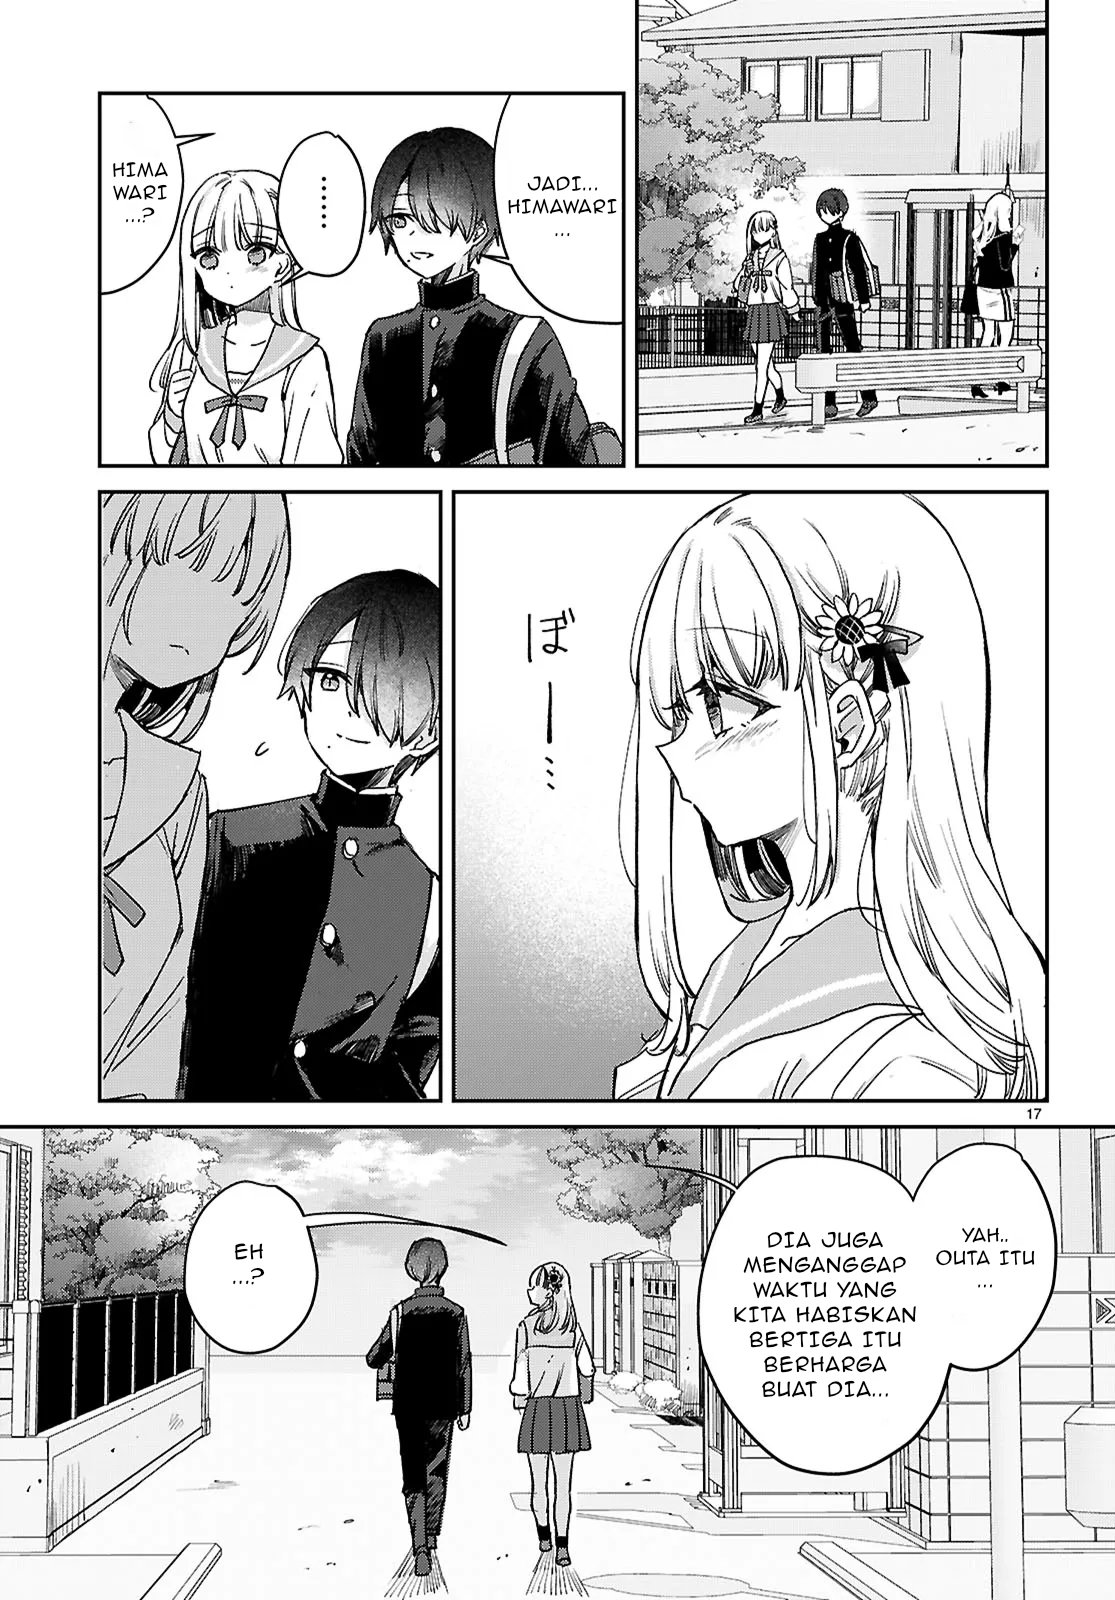 JADI...
HIMAWARI
...
......
HIMA
WARI
...?
ぼー…
17
YAH..
OUTA ITU
...
DIA JUGA
MENGANGGAP
WAKTU YANG
KITA HABISKAN
BERTIGA ITU
BERHARGA
BUAT DIA...
EH
...?